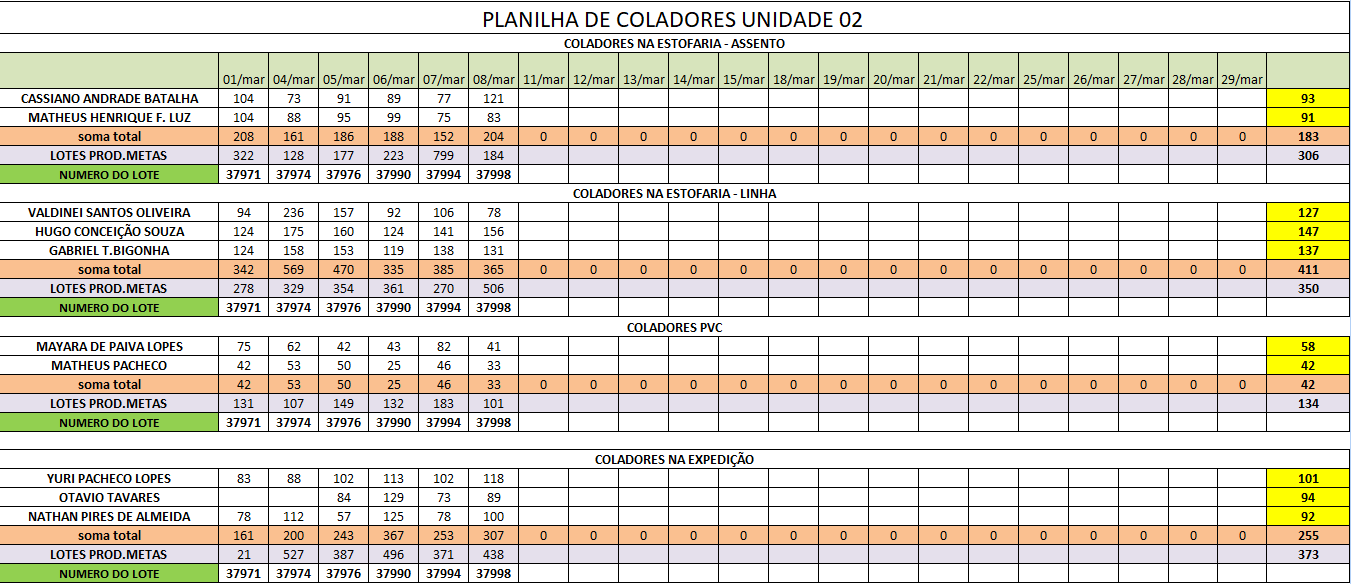 PLANILHA DE COLADORES UNIDADE 02
COLADORES NA ESTOFARIA - ASSENTO
01/mar 04/mar 05/mar 06/mar 07/mar 08/mar 11/mar 12/mar 13/mar 14/mar 15/mar 18/mar 19/mar 20/mar 21/mar 22/mar 25/mar 26/mar 27/mar 28/mar 29/mar
CASSIANO ANDRADE BATALHA 104 73 91 89 77 121 93
MATHEUS HENRIQUE F. LUZ 104 88 95 99 75 83 91
soma total 208 161 186 188 152 204 0 0 0 0 0 0 0 0 0 0 0 0 0 0 0 183
LOTES PROD.METAS 322 128 177 223 799 184 306
NUMERO DO LOTE 37971 37974 37976 37990 37994 37998
COLADORES NA ESTOFARIA - LINHA
VALDINEI SANTOS OLIVEIRA 94 236 157 92 106 78 127
HUGO CONCEIÇÃO SOUZA 124 175 160 124 141 156 147
GABRIEL T.BIGONHA 124 158 153 119 138 131 137
soma total 342 569 470 335 385 365 0 0 0 0 0 0 0 0 0 0 0 0 0 0 0 411
LOTES PROD.METAS 278 329 354 361 270 506 350
NUMERO DO LOTE 37971 37974 37976 37990 37994 37998
COLADORES PVC
MAYARA DE PAIVA LOPES 75 62 42 43 82 41 58
MATHEUS PACHECO 42 53 50 25 46 33 42
soma total 42 53 50 25 46 33 0 0 0 0 0 0 0 0 0 0 0 0 0 0 0 42
LOTES PROD.METAS 131 107 149 132 183 101 134
NUMERO DO LOTE 37971 37974 37976 37990 37994 37998
COLADORES NA EXPEDIÇÃO
YURI PACHECO LOPES 83 88 102 113 102 118 101
OTAVIO TAVARES 84 129 73 89 94
NATHAN PIRES DE ALMEIDA 78 112 57 125 78 100 92
soma total 161 200 243 367 253 307 0 0 0 0 0 0 0 0 0 0 0 0 0 0 0 255
LOTES PROD.METAS 21 527 387 496 371 438 373
NUMERO DO LOTE 37971 37974 37976 37990 37994 37998